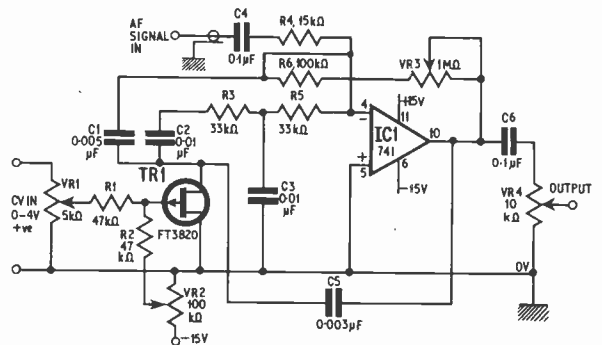 AF
SIGNAL
IN
C4
0·1µF
R4, 15kΩ
R6, 100kΩ
VR3
1MΩ
R3
33kΩ
R5
33kΩ
C1
0·005
µF
C2
0·01
µF
4
-
+
5
IC1
741
-15V
11
10
6
-15V
C6
0·1µF
TR1
CV IN
0-4V
+ve
VR1
5kΩ
R1
47kΩ
R2
47
kΩ
FT3820
C3
0·01
µF
VR4
10
kΩ
OUTPUT
VR2
100
kΩ
-15V
C5
0·003µF
0V